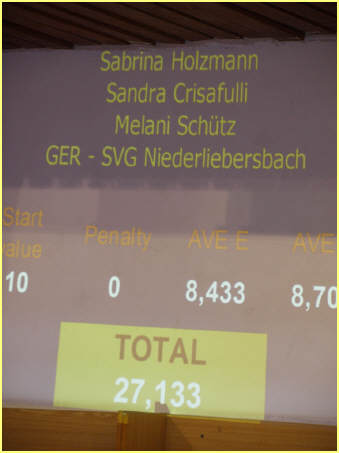 Sabrina Holzmann
Sandra Crisafulli
Melani Schütz
GER - SVG Niederliebersbach
Start value Penalty AVE E AVE
10 0 8,433 8,70
TOTAL
27,133